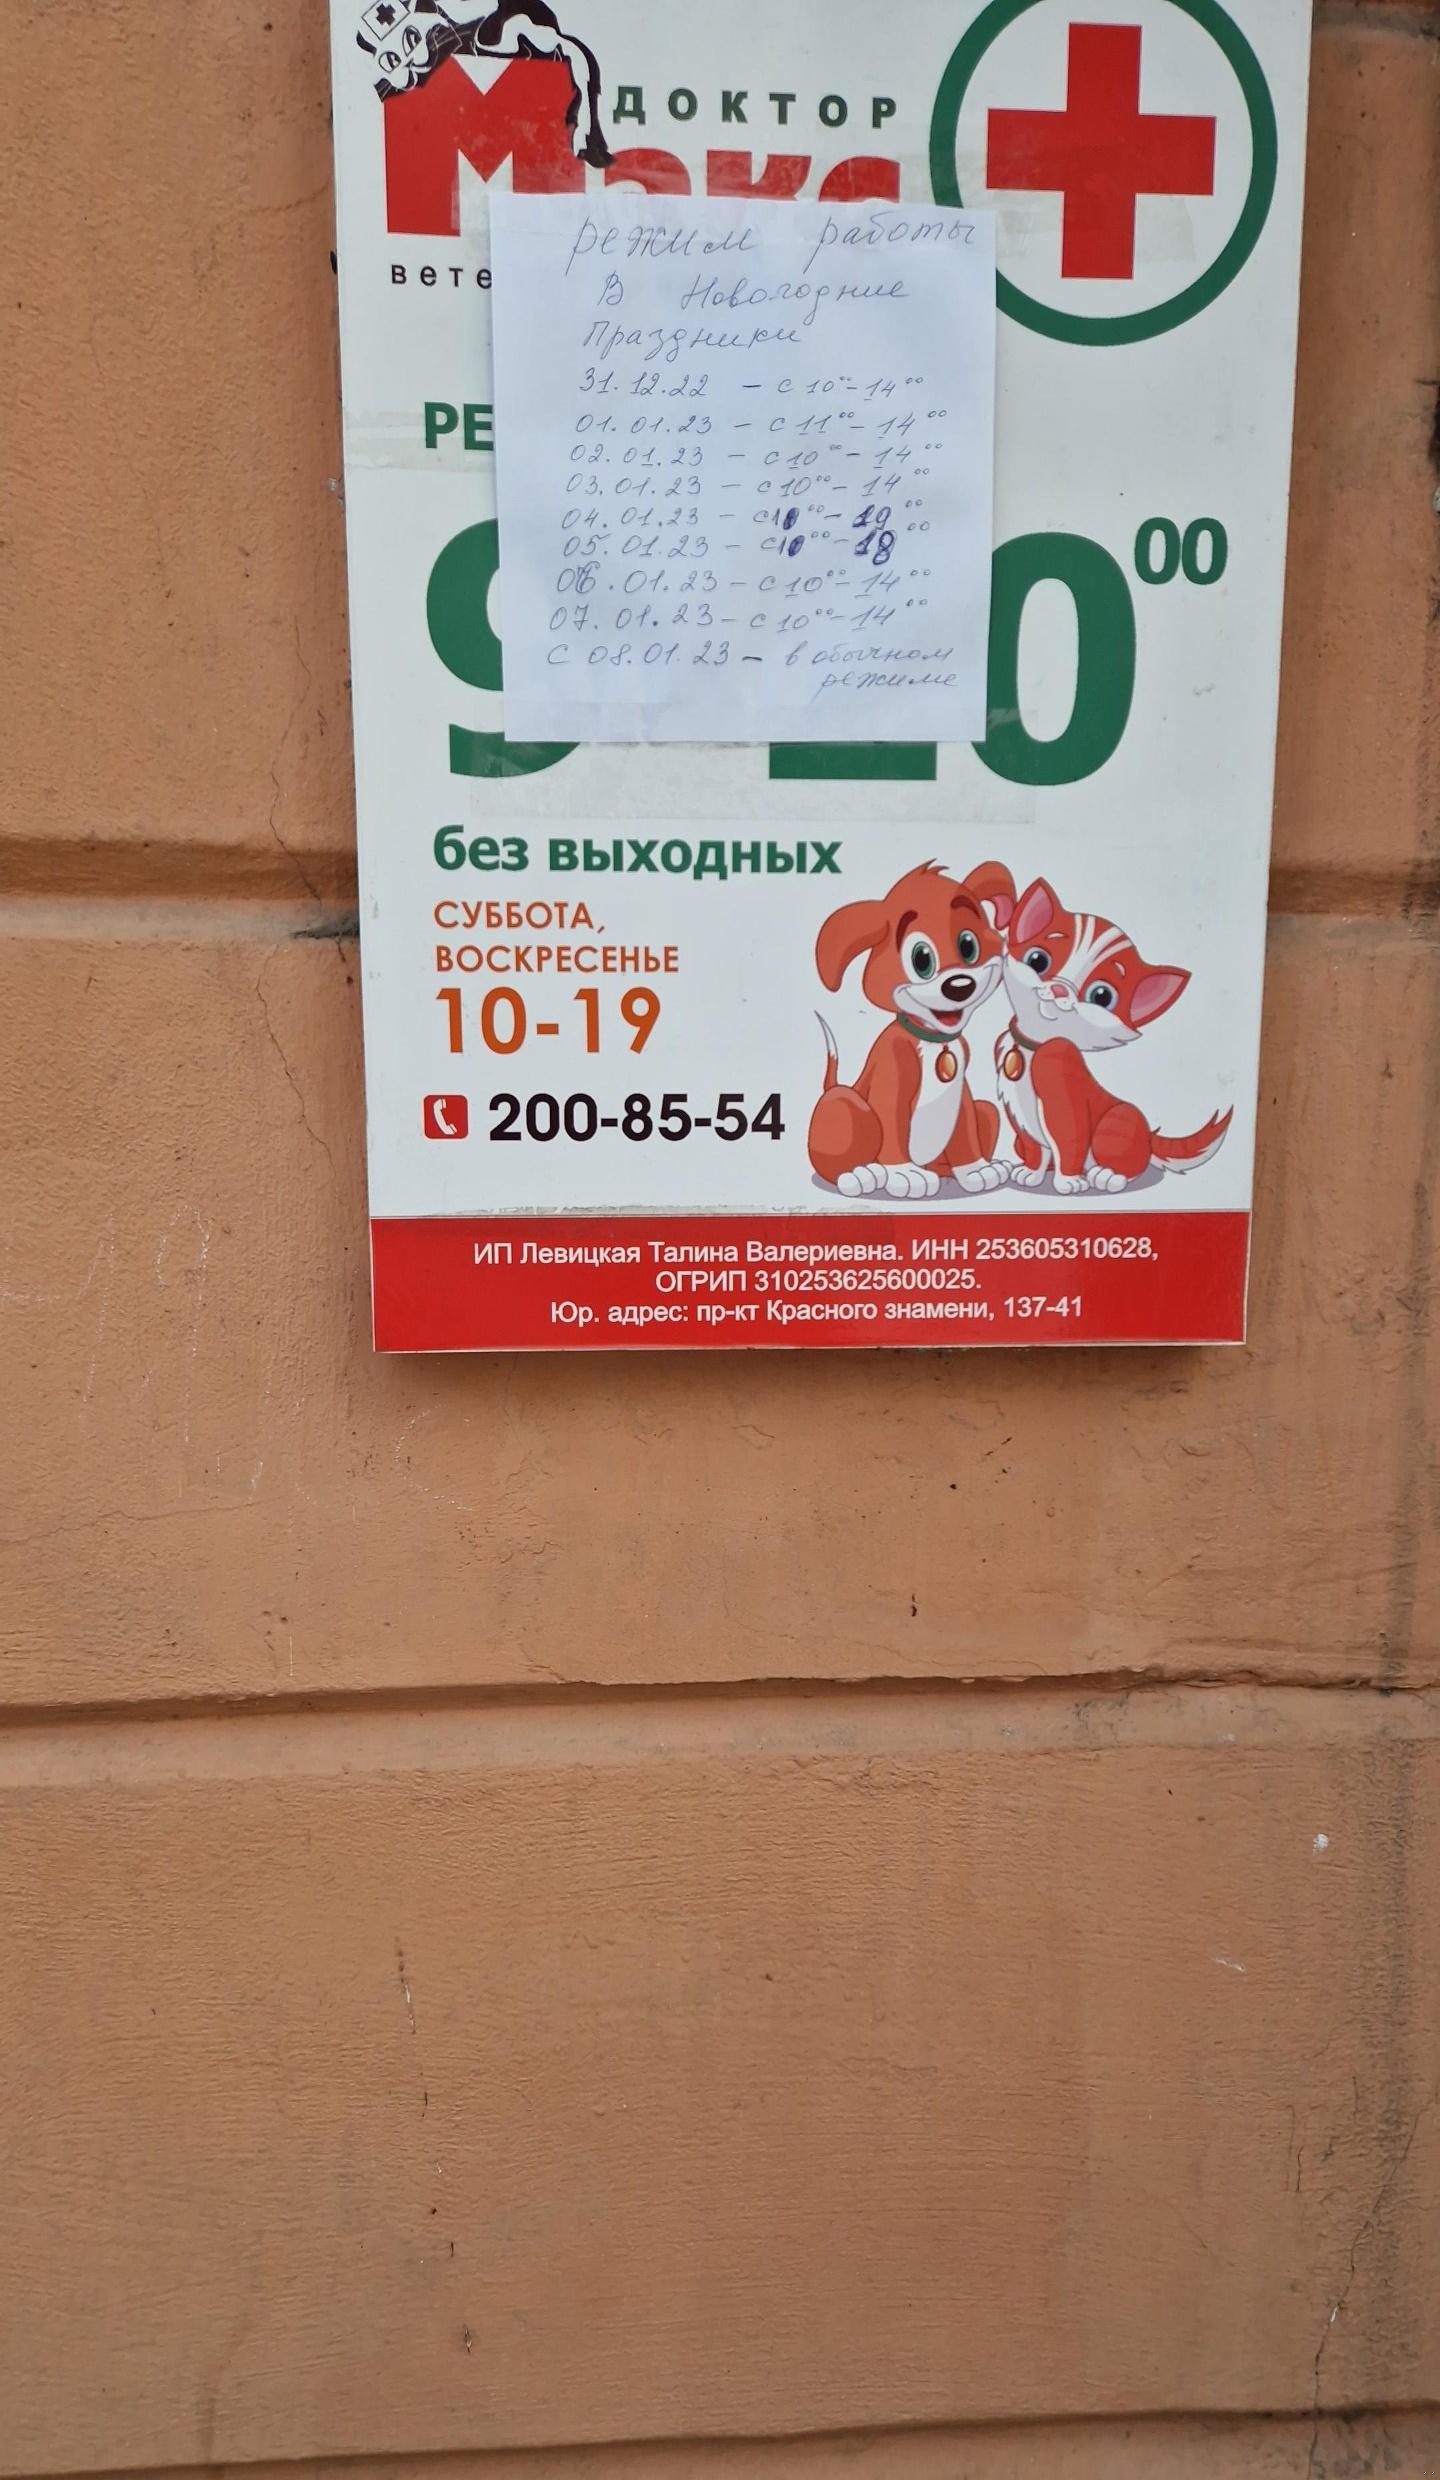 ДОКТОР
Макс
режим работы
В Новогодние
Праздники
31.12.22 - с 10⁰⁰ - 14⁰⁰
01.01.23 - с 11⁰⁰ - 14⁰⁰
02.01.23 - с 10⁰⁰ - 14⁰⁰
03.01.23 - с 10⁰⁰ - 14⁰⁰
04.01.23 - с 10⁰⁰ - 19⁰⁰
05.01.23 - с 10⁰⁰ - 18⁰⁰
06.01.23 - с 10⁰⁰ - 14⁰⁰
07.01.23 - с 10⁰⁰ - 14⁰⁰
С 08.01.23 - в обычном
режиме
00
без выходных
СУББОТА,
ВОСКРЕСЕНЬЕ
10-19
200-85-54
ИП Левицкая Талина Валериевна. ИНН 253605310628,
ОГРИП 310253625600025.
Юр. адрес: пр-кт Красного знамени, 137-41